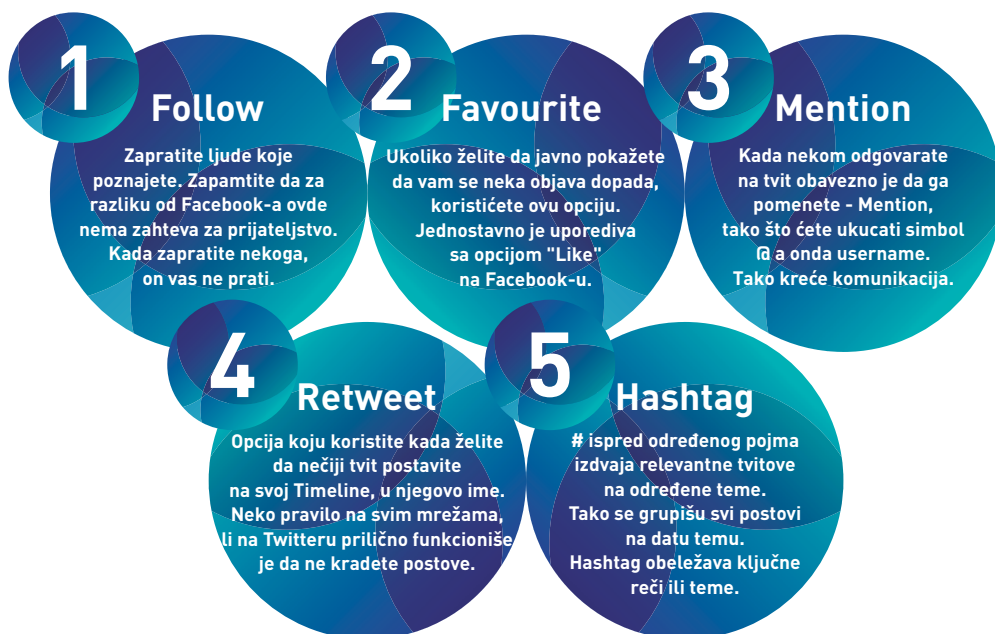 1
Follow
Zapratite ljude koje
poznajete. Zapamtite da za
razliku od Facebook-a ovde
nema zahteva za prijateljstvo.
Kada zapratite nekoga,
on vas ne prati.
2
Favourite
Ukoliko želite da javno pokažete
da vam se neka objava dopada,
koristićete ovu opciju.
Jednostavno je uporediva
sa opcijom "Like"
na Facebook-u.
3
Mention
Kada nekom odgovarate
na tvit obavezno je da ga
pomenete - Mention,
tako što ćete ukucati simbol
@ a onda username.
Tako kreće komunikacija.
4
Retweet
Opcija koju koristite kada želite
da nečiji tvit postavite
na svoj Timeline, u njegovo ime.
Neko pravilo na svim mrežama,
li na Twitteru prilično funkcioniše
je da ne kradete postove.
5
Hashtag
# ispred određenog pojma
izdvaja relevantne tvitove
na određene teme.
Tako se grupišu svi postovi
na datu temu.
Hashtag obeležava ključne
reči ili teme.